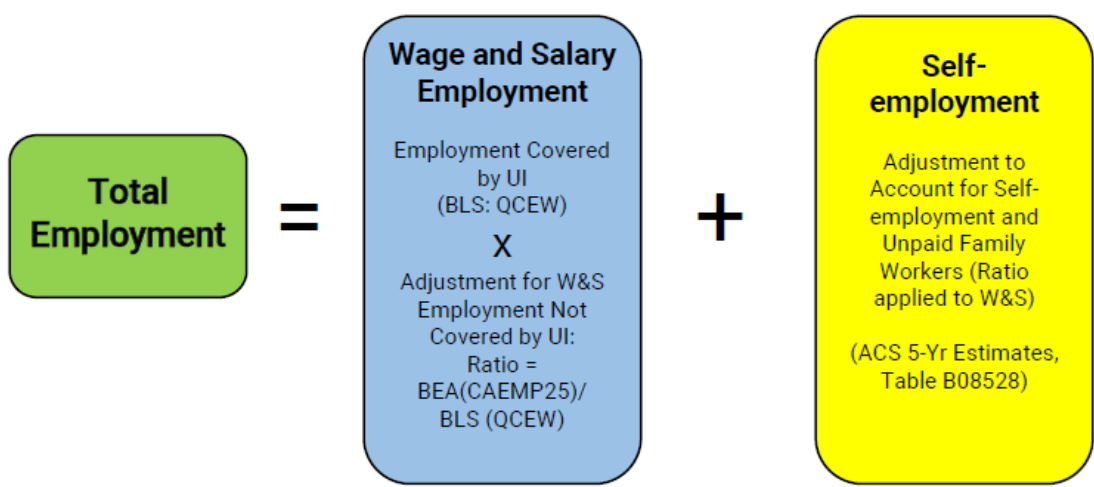 Total
Employment
=
Wage and Salary
Employment
Employment Covered
by UI
(BLS: QCEW)
X
Adjustment for W&S
Employment Not
Covered by UI:
Ratio =
BEA(CAEMP25)/
BLS (QCEW)
+
Self-
employment
Adjustment to
Account for Self-
employment and
Unpaid Family
Workers (Ratio
applied to W&S)
(ACS 5-Yr Estimates,
Table B08528)